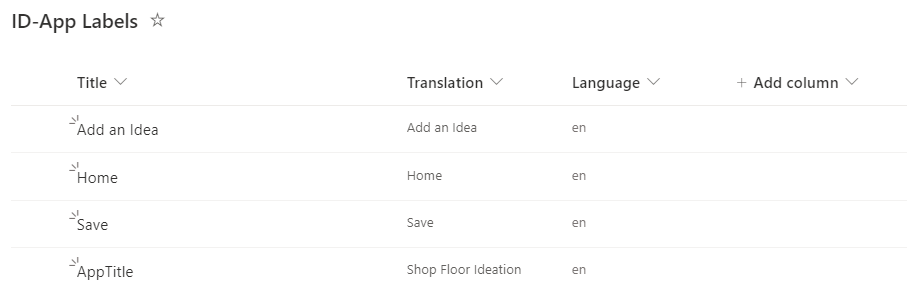 ID-App Labels
Title Translation Language + Add column
Add an Idea Add an Idea en
Home Home en
Save Save en
AppTitle Shop Floor Ideation en